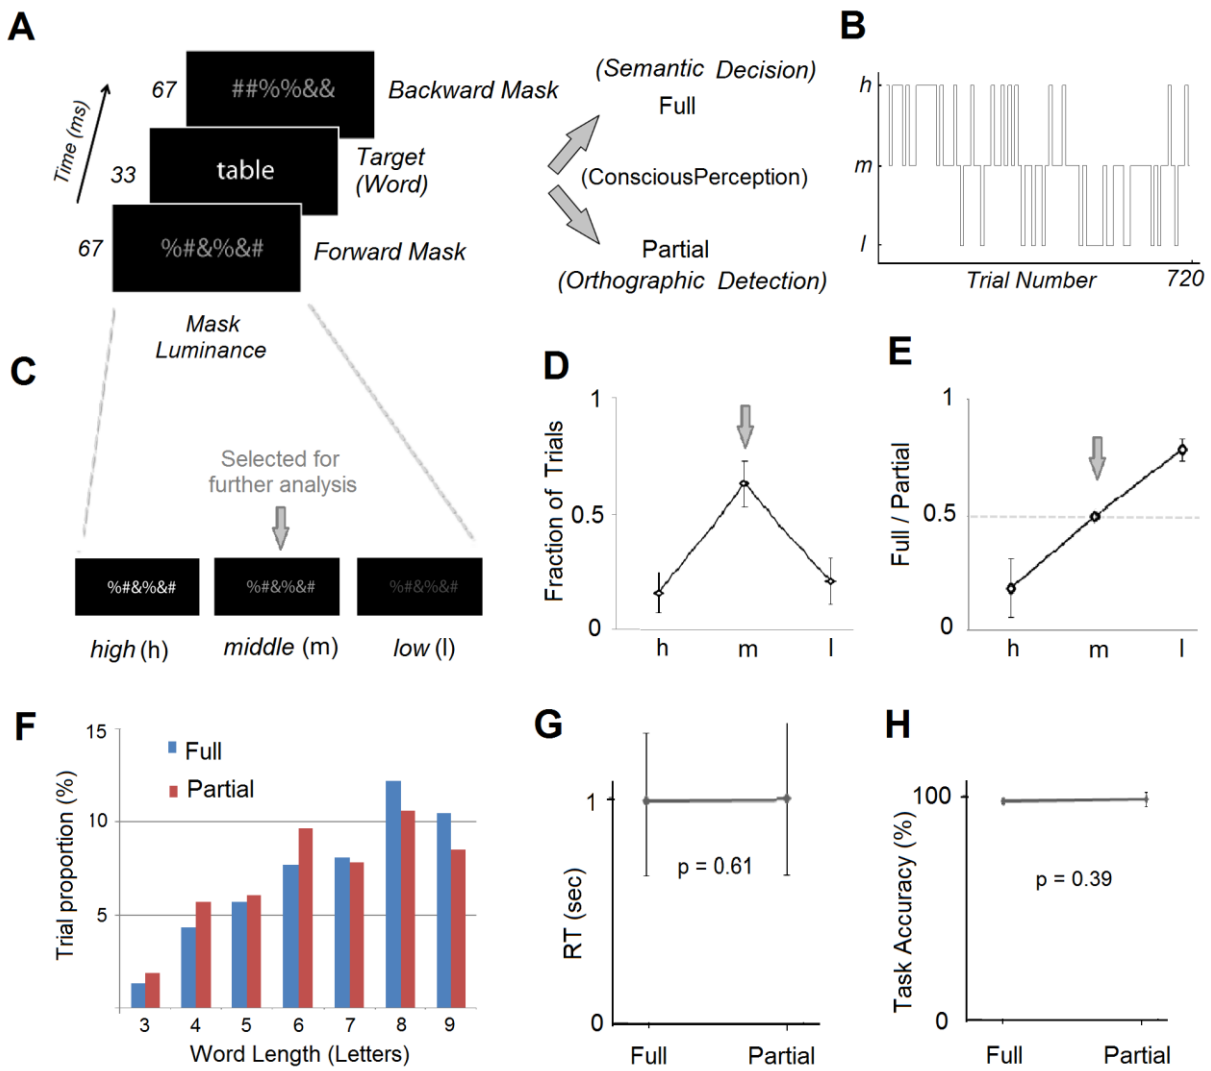 A
67
##%%&&
Backward Mask
Time (ms)
33
table
Target
(Word)
67
%#&%&#
Forward Mask
(Semantic Decision)
Full
(ConsciousPerception)
Partial
(Orthographic Detection)
B
h
m
l
Trial Number
720
Mask
Luminance
C
Selected for
further analysis
%#&%&#
%#&%&#
%#&%&#
high (h)
middle (m)
low (l)
D
1
0.5
0
Fraction of Trials
h
m
l
E
1
0.5
0
Full / Partial
h
m
l
F
15
10
5
Trial proportion (%)
Full
Partial
3
4
5
6
7
8
9
Word Length (Letters)
G
1
0
RT (sec)
p = 0.61
Full
Partial
H
100
0
Task Accuracy (%)
p = 0.39
Full
Partial